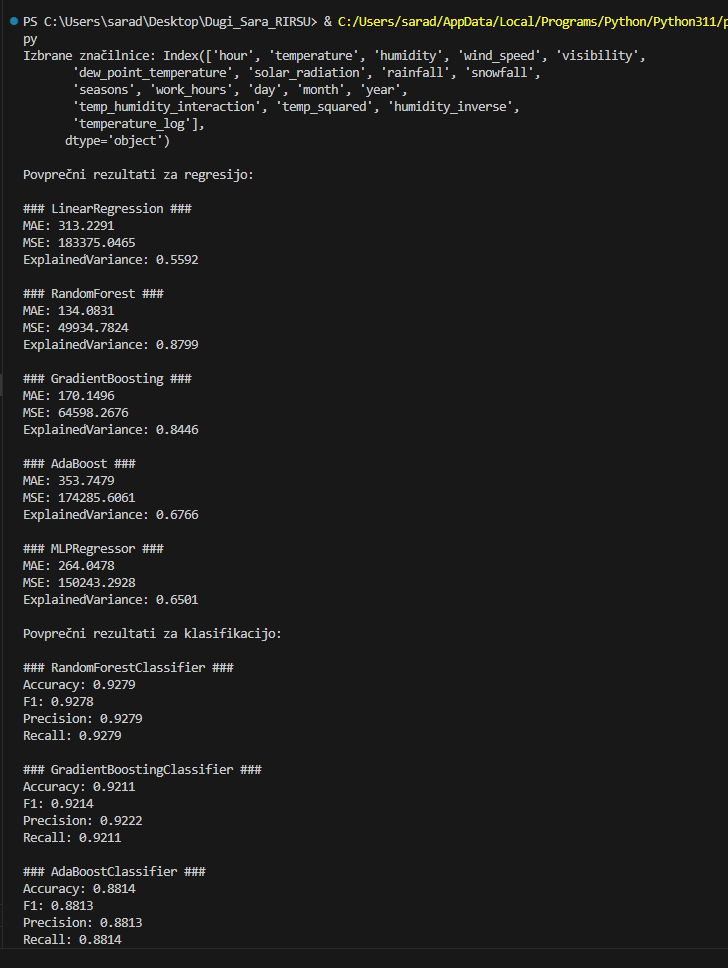 PS C:\Users\sarad\Desktop\Dugi_Sara_RIRSU> & C:/Users/sarad/AppData/Local/Programs/Python/Python311/p
py
Izbrane značilnice: Index(['hour', 'temperature', 'humidity', 'wind_speed', 'visibility',
'dew_point_temperature', 'solar_radiation', 'rainfall', 'snowfall',
'seasons', 'work_hours', 'day', 'month', 'year',
'temp_humidity_interaction', 'temp_squared', 'humidity_inverse',
'temperature_log'],
dtype='object')
Povprečni rezultati za regresijo:
### LinearRegression ###
MAE: 313.2291
MSE: 183375.0465
ExplainedVariance: 0.5592
### RandomForest ###
MAE: 134.0831
MSE: 49934.7824
ExplainedVariance: 0.8799
### GradientBoosting ###
MAE: 170.1496
MSE: 64598.2676
ExplainedVariance: 0.8446
### AdaBoost ###
MAE: 353.7479
MSE: 174285.6061
ExplainedVariance: 0.6766
### MLPRegressor ###
MAE: 264.0478
MSE: 150243.2928
ExplainedVariance: 0.6501
Povprečni rezultati za klasifikacijo:
### RandomForestClassifier ###
Accuracy: 0.9279
F1: 0.9278
Precision: 0.9279
Recall: 0.9279
### GradientBoostingClassifier ###
Accuracy: 0.9211
F1: 0.9214
Precision: 0.9222
Recall: 0.9211
### AdaBoostClassifier ###
Accuracy: 0.8814
F1: 0.8813
Precision: 0.8813
Recall: 0.8814